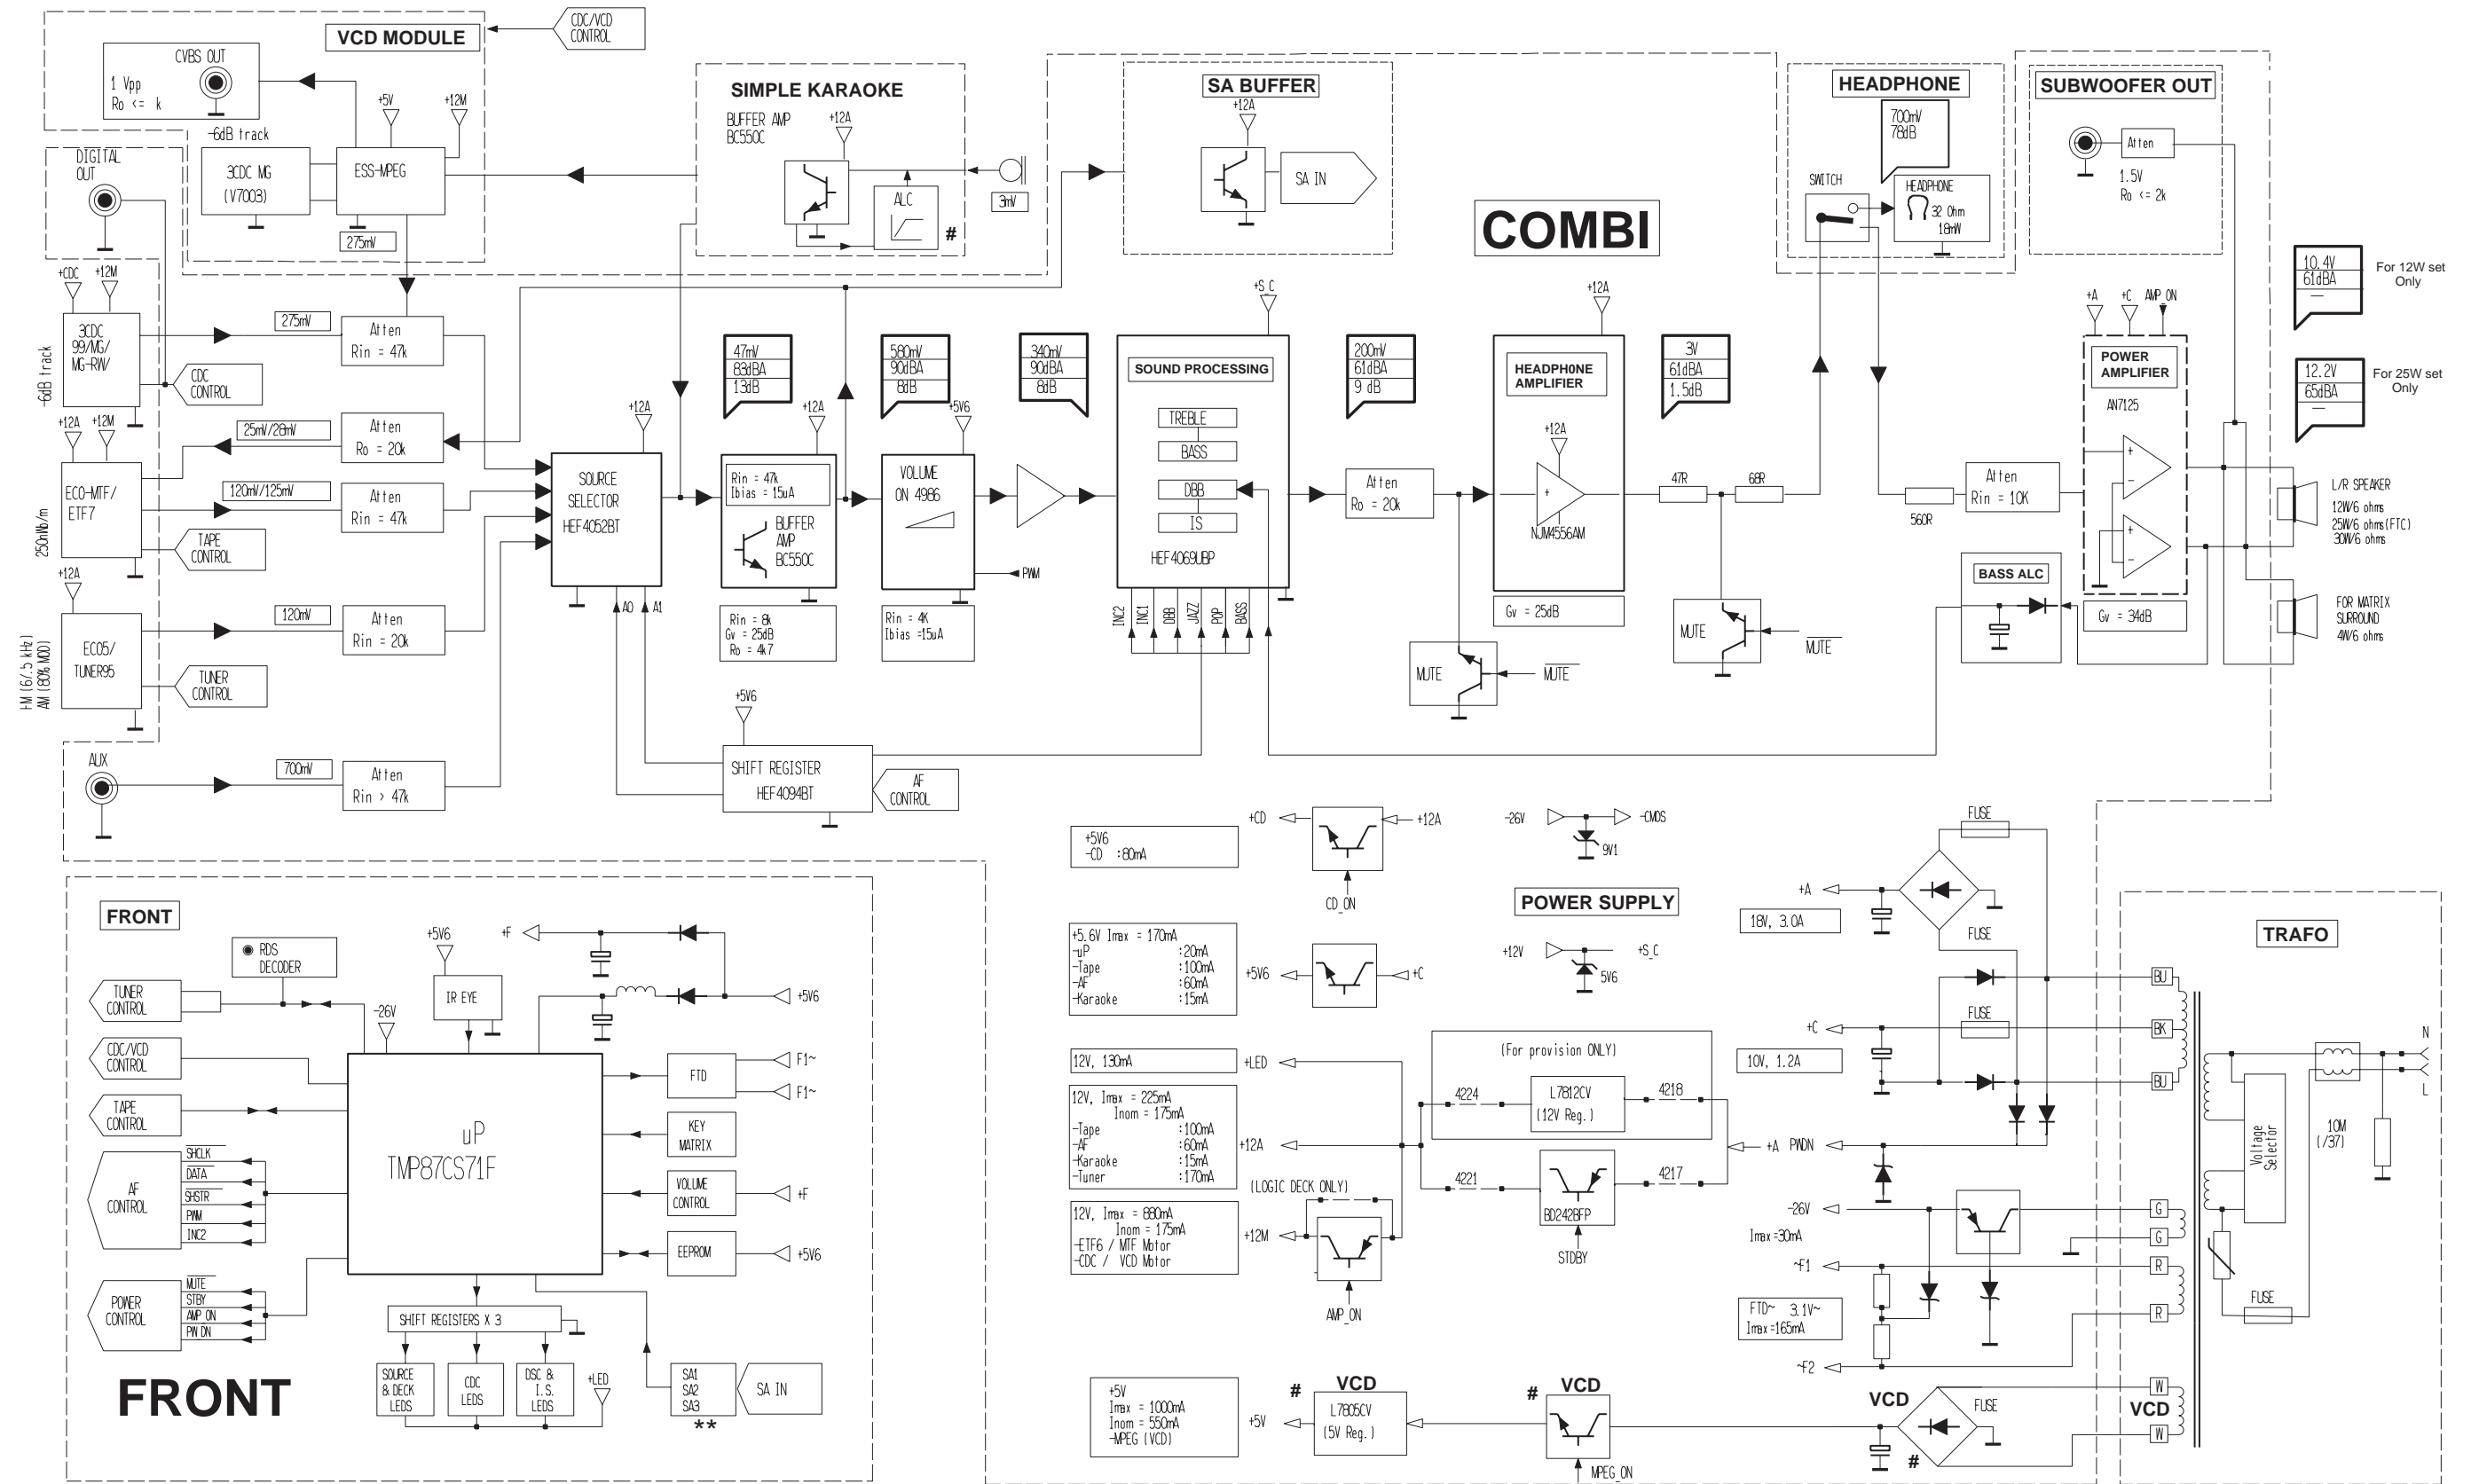 VCD MODULE
CDC/VCD
CONTROL
CVBS OUT
1 Vpp
Ro <= k
+5V
+12M
-6dB track
3CDC MG
(V7003)
ESS-MPEG
275mV
DIGITAL
OUT
SIMPLE KARAOKE
BUFFER AMP
BC550C
+12A
ALC
#
3mV
SA BUFFER
+12A
SA IN
COMBI
HEADPHONE
700mV
78dB
SWITCH
HEADPHONE
32 Ohm
18mW
SUBWOOFER OUT
Atten
1.5V
Ro <= 2k
10.4V
61dBA
—
For 12W set
Only
12.2V
65dBA
—
For 25W set
Only
+CDC
+12M
3CDC
99/MG/
MG-RW/
-6dB track
CDC
CONTROL
275mV
Atten
Rin = 47k
+12A
+12M
ECO-MTF/
ETF7
250nWb/m
TAPE
CONTROL
25mV/28mV
Atten
Ro = 20k
120mV/125mV
Atten
Rin = 47k
+12A
ECO5/
TUNER95
FM (67.5 kHz)
AM (80% MOD)
TUNER
CONTROL
120mV
Atten
Rin = 20k
AUX
700mV
Atten
Rin > 47k
+12A
SOURCE
SELECTOR
HEF4052BT
A0
A1
47mV
83dBA
13dB
+12A
Rin = 47k
Ibias = 15uA
BUFFER
AMP
BC550C
Rin = 8k
Gv = 25dB
Ro = 4k7
580mV
90dBA
8dB
+5V6
VOLUME
ON 4986
PWM
Rin = 4K
Ibias =15uA
340mV
90dBA
8dB
+S_C
SOUND PROCESSING
TREBLE
BASS
DBB
IS
HEF4069UBP
INC2
INC1
DBB
JAZZ
POP
BASS
+5V6
SHIFT REGISTER
HEF4094BT
AF
CONTROL
200mV
61dBA
9 dB
Atten
Ro = 20k
+12A
HEADPHONE
AMPLIFIER
+12A
+
NJM4556AM
Gv = 25dB
3V
61dBA
1.5dB
47R
68R
MUTE
MUTE
MUTE
MUTE
560R
Atten
Rin = 10K
+A
+C
AMP_ON
POWER
AMPLIFIER
AN7125
+
-
+
-
Gv = 34dB
BASS ALC
L/R SPEAKER
12W/6 ohms
25W/6 ohms(FTC)
30W/6 ohms
FOR MATRIX
SURROUND
4W/6 ohms
FRONT
RDS
DECODER
TUNER
CONTROL
CDC/VCD
CONTROL
TAPE
CONTROL
AF
CONTROL
SHCLK
DATA
SHSTR
PWM
INC2
POWER
CONTROL
MUTE
STBY
AMP_ON
PW_DN
-26V
+5V6
IR EYE
+F
+5V6
uP
TMP87CS71F
FTD
F1~
F1~
KEY
MATRIX
VOLUME
CONTROL
+F
EEPROM
+5V6
SHIFT REGISTERS X 3
SOURCE
& DECK
LEDS
CDC
LEDS
DSC &
I.S.
LEDS
+LED
SA1
SA2
SA3
**
SA IN
FRONT
+5V6
-CD :80mA
+CD
+12A
CD_ON
-26V
-CMOS
9V1
POWER SUPPLY
+12V
+S_C
5V6
+5.6V Imax = 170mA
-uP :20mA
-Tape :100mA
-AF :60mA
-Karaoke :15mA
+5V6
+C
12V, 130mA
+LED
12V, Imax = 225mA
Inom = 175mA
-Tape :100mA
-AF :60mA
-Karaoke :15mA
-Tuner :170mA
+12A
(For provision ONLY)
4224
L7812CV
(12V Reg.)
4218
4221
BD242BFP
4217
STDBY
+A
(LOGIC DECK ONLY)
12V, Imax = 880mA
Inom = 175mA
-ETF6 / MTF Motor
-CDC / VCD Motor
+12M
AMP_ON
+5V
Imax = 1000mA
Inom = 550mA
-MPEG (VCD)
+5V
#
VCD
L7805CV
(5V Reg.)
#
VCD
MPEG_ON
VCD
#
FUSE
FUSE
+A
18V, 3.0A
FUSE
FUSE
+C
10V, 1.2A
PWDN
-26V
Imax =30mA
~F1
FTD~ 3.1V~
Imax =165mA
~F2
TRAFO
BU
BK
BU
G
G
R
R
W
VCD
W
Voltage
Selector
FUSE
10M
(/37)
N
L